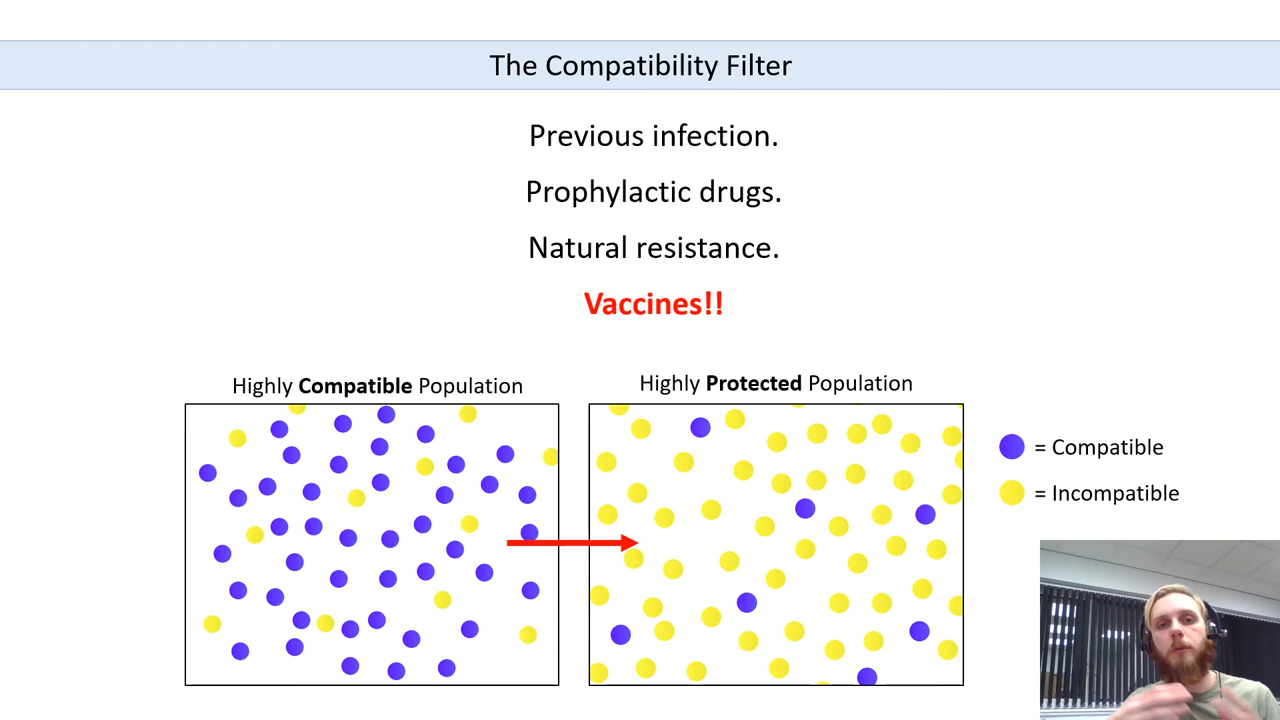 The Compatibility Filter
Previous infection.
Prophylactic drugs.
Natural resistance.
Vaccines!!
Highly Compatible Population
Highly Protected Population
= Compatible
= Incompatible